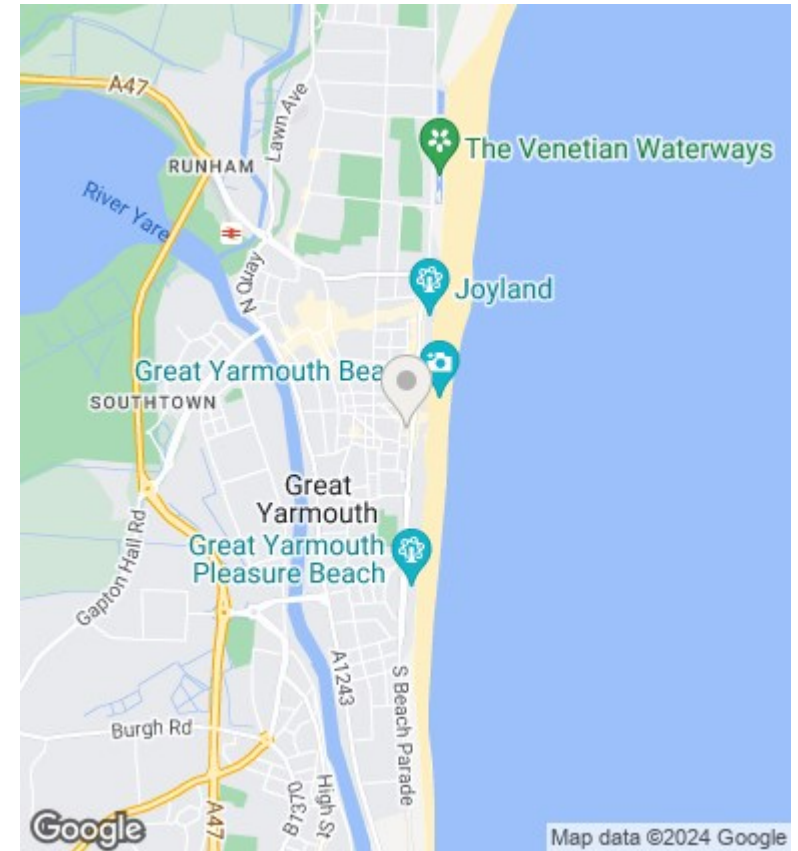 A47
Lawn Ave
The Venetian Waterways
RUNHAM
River Yare
N Quay
Joyland
Great Yarmouth Bea
SOUTHTOWN
Great
Yarmouth
Great Yarmouth
Pleasure Beach
Gapton Hall Rd
A1243
S Beach Parade
Burgh Rd
High St
B1370
A47
Google
Map data ©2024 Google